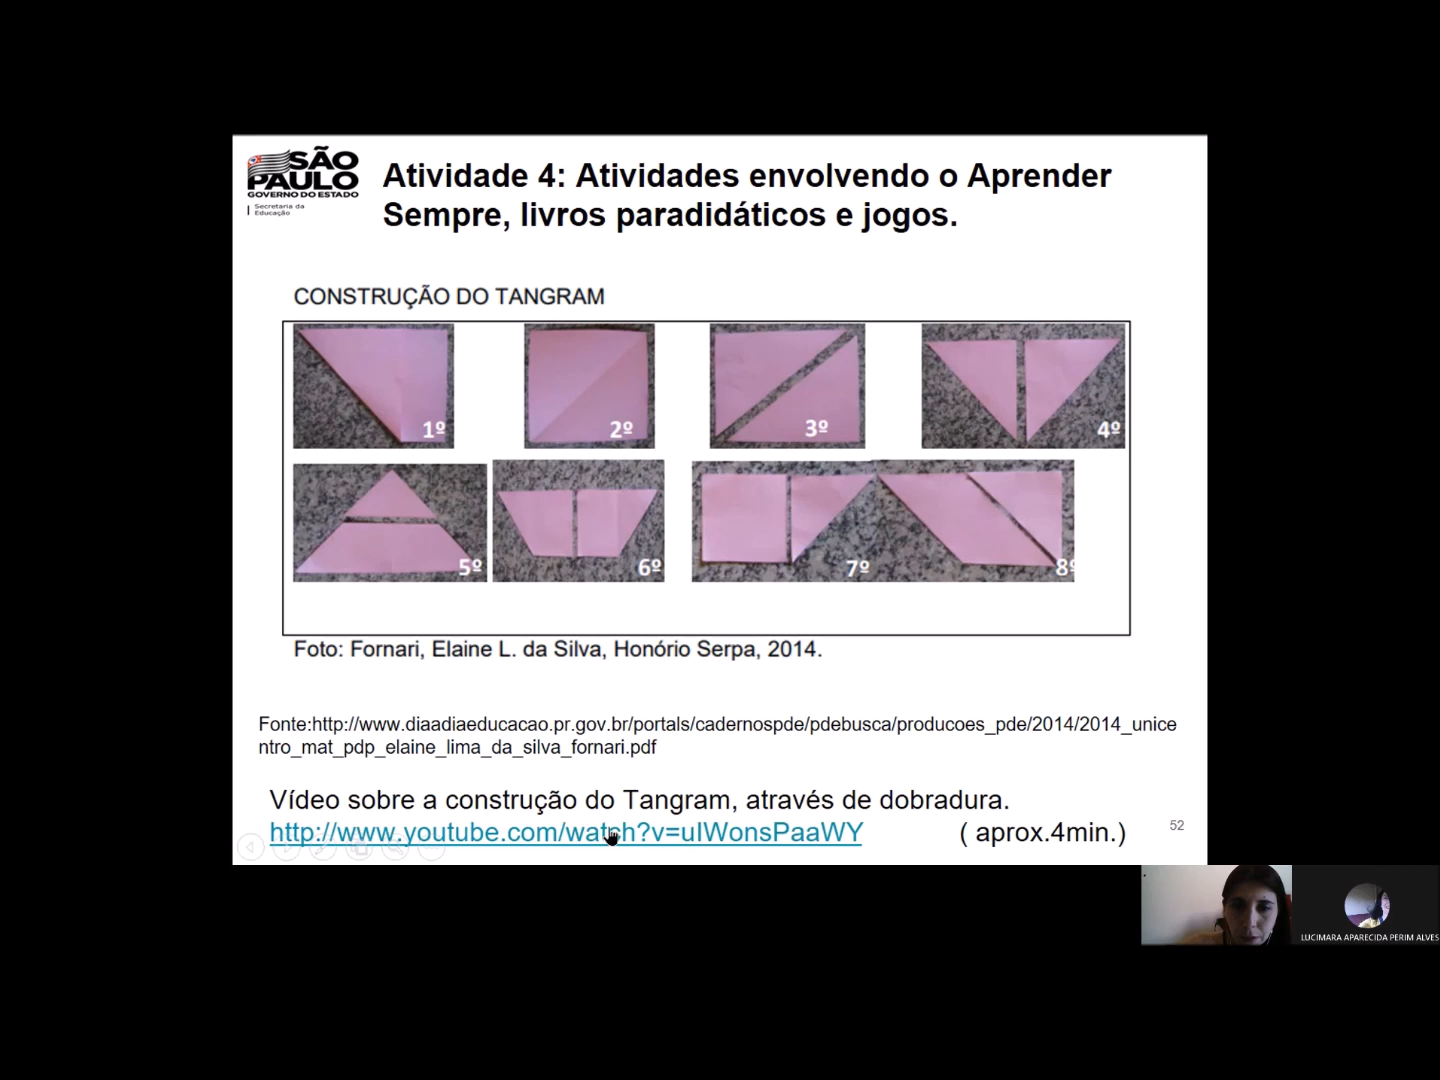 SÃO
PAULO
GOVERNO DO ESTADO
Secretaria da
Educação
Atividade 4: Atividades envolvendo o Aprender
Sempre, livros paradidáticos e jogos.
CONSTRUÇÃO DO TANGRAM
1º
2º
3º
4º
5º
6º
7º
8º
Foto: Fornari, Elaine L. da Silva, Honório Serpa, 2014.
Fonte:http://www.diaadiaeducacao.pr.gov.br/portals/cadernospde/pdebusca/producoes_pde/2014/2014_unice
ntro_mat_pdp_elaine_lima_da_silva_fornari.pdf
Vídeo sobre a construção do Tangram, através de dobradura.
http://www.youtube.com/watch?v=uIWonsPaaWY ( aprox.4min.)
52
LUCIMARA APARECIDA PERIM ALVES